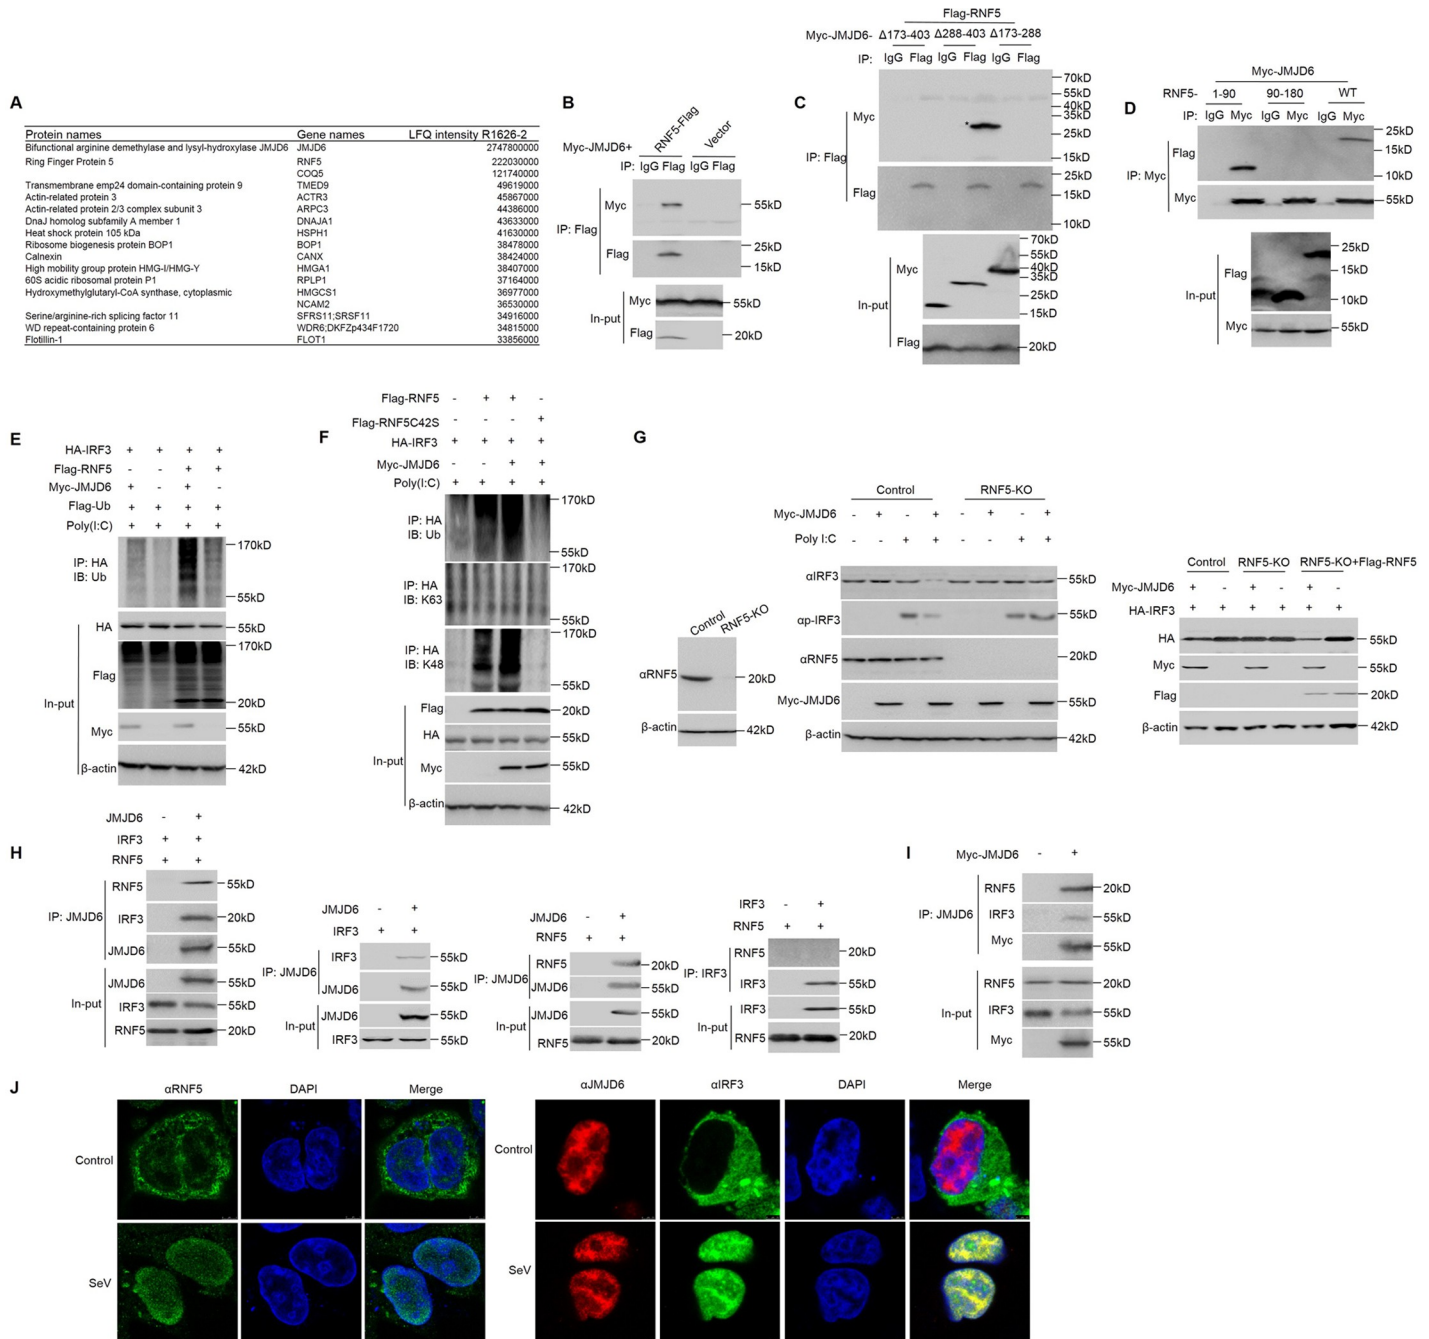 A
Protein names Gene names LFQ intensity R1626-2
Bifunctional arginine demethylase and lysyl-hydroxylase JMJD6 JMJD6 2747800000
Ring Finger Protein 5 RNF5 222030000
COQ5 121740000
Transmembrane emp24 domain-containing protein 9 TMED9 49619000
Actin-related protein 3 ACTR3 45867000
Actin-related protein 2/3 complex subunit 3 ARPC3 44386000
DnaJ homolog subfamily A member 1 DNAJA1 43633000
Heat shock protein 105 kDa HSPH1 41630000
Ribosome biogenesis protein BOP1 BOP1 38478000
Calnexin CANX 38424000
High mobility group protein HMG-I/HMG-Y HMGA1 38407000
60S acidic ribosomal protein P1 RPLP1 37164000
Hydroxymethylglutaryl-CoA synthase, cytoplasmic HMGCS1 36977000
NCAM2 36530000
Serine/arginine-rich splicing factor 11 SFRS11;SRSF11 34916000
WD repeat-containing protein 6 WDR6;DKFZp434F1720 34815000
Flotillin-1 FLOT1 33856000
B
RNF5-Flag Vector
Myc-JMJD6+
IP: IgG Flag IgG Flag
IP: Flag
Myc 55kD
Flag 25kD
15kD
In-put
Myc 55kD
Flag 20kD
C
Flag-RNF5
Myc-JMJD6- Δ173-403 Δ288-403 Δ173-288
IP: IgG Flag IgG Flag IgG Flag
IP: Flag
Myc
70kD
55kD
40kD
35kD
25kD
15kD
Flag
25kD
15kD
10kD
In-put
Myc
70kD
55kD
40kD
35kD
25kD
15kD
Flag 20kD
D
Myc-JMJD6
RNF5- 1-90 90-180 WT
IP: IgG Myc IgG Myc IgG Myc
IP: Myc
Flag
25kD
15kD
10kD
Myc 55kD
In-put
Flag
25kD
15kD
10kD
Myc 55kD
E
HA-IRF3 + + + +
Flag-RNF5 - - + +
Myc-JMJD6 + - + -
Flag-Ub + + + +
Poly(I:C) + + + +
IP: HA
IB: Ub
170kD
55kD
In-put
HA 55kD
Flag 170kD
20kD
Myc 55kD
β-actin 42kD
F
Flag-RNF5 - + + -
Flag-RNF5C42S - - - +
HA-IRF3 + + + +
Myc-JMJD6 - - + +
Poly(I:C) + + + +
IP: HA
IB: Ub
170kD
55kD
IP: HA
IB: K63
170kD
55kD
IP: HA
IB: K48
170kD
55kD
In-put
Flag 20kD
HA 55kD
Myc 55kD
β-actin 42kD
G
Control RNF5-KO
αRNF5 20kD
β-actin 42kD
Control RNF5-KO
Myc-JMJD6 - + - + - + - +
Poly I:C - - + + - - + +
αIRF3 55kD
αp-IRF3 55kD
αRNF5 20kD
Myc-JMJD6 55kD
β-actin 42kD
Control RNF5-KO RNF5-KO+Flag-RNF5
Myc-JMJD6 + - + - + -
HA-IRF3 + + + + + +
HA 55kD
Myc 55kD
Flag 20kD
β-actin 42kD
H
JMJD6 - +
IRF3 + +
RNF5 + +
IP: JMJD6
RNF5 55kD
IRF3 20kD
JMJD6 55kD
In-put
JMJD6 55kD
IRF3 55kD
RNF5 20kD
JMJD6 - +
IRF3 + +
IP: JMJD6
IRF3 55kD
JMJD6 55kD
In-put
JMJD6 55kD
IRF3 55kD
JMJD6 - +
RNF5 + +
IP: JMJD6
RNF5 20kD
JMJD6 55kD
In-put
JMJD6 55kD
RNF5 20kD
IRF3 - +
RNF5 + +
IP: IRF3
RNF5 20kD
IRF3 55kD
In-put
IRF3 55kD
RNF5 20kD
I
Myc-JMJD6 - +
IP: JMJD6
RNF5 20kD
IRF3 55kD
Myc 55kD
In-put
RNF5 20kD
IRF3 55kD
Myc 55kD
J
αRNF5 DAPI Merge
Control
SeV
αJMJD6 αIRF3 DAPI Merge
Control
SeV